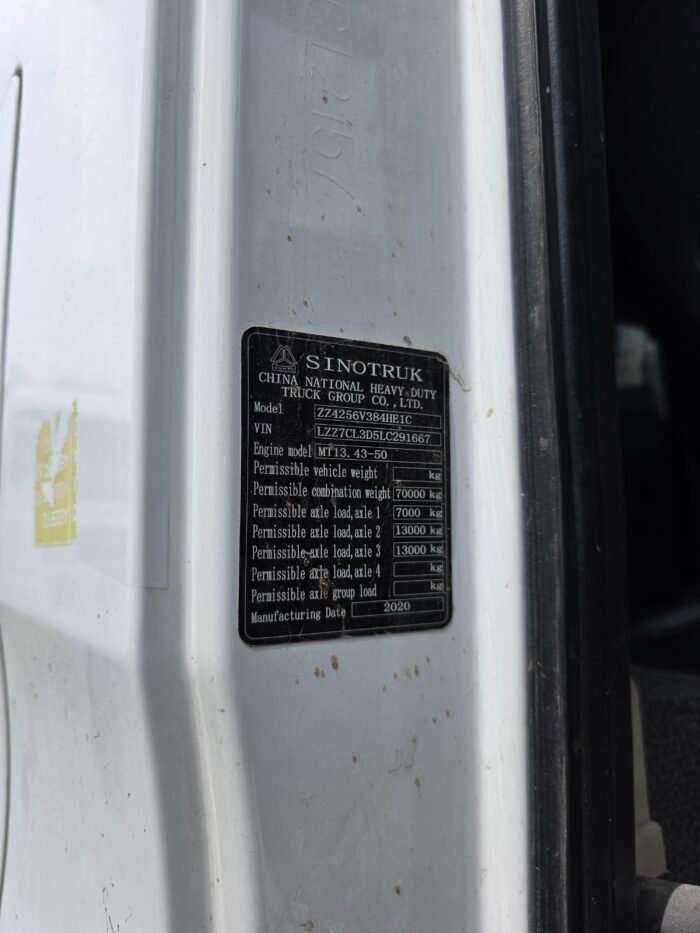 SINOTRUK
CHINA NATIONAL HEAVY DUTY
TRUCK GROUP CO., LTD.
Model ZZ4256V384HE1C
VIN LZZ7CL3D5LC291667
Engine model MT13. 43-50
Permissible vehicle weight kg
Permissible combination weight 70000 kg
Permissible axle load,axle 1 7000 kg
Permissible axle load,axle 2 13000 kg
Permissible axle load,axle 3 13000 kg
Permissible axle load,axle 4 kg
Permissible axle group load kg
Manufacturing Date 2020